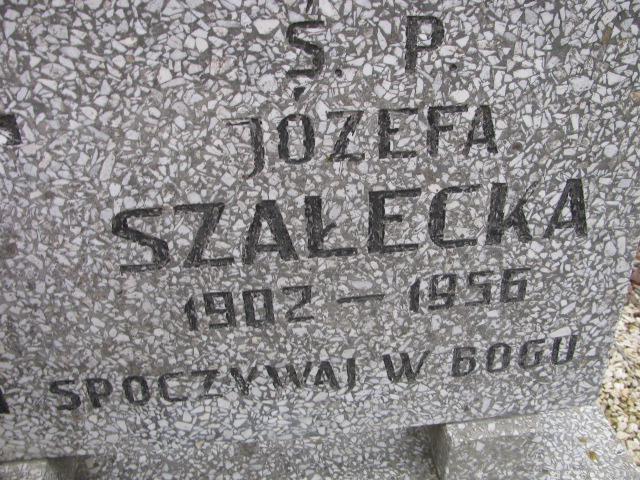 Ś. P.
JÓZEFA
SZAŁECKA
1902 – 1956
SPOCZYWAJ W BOGU